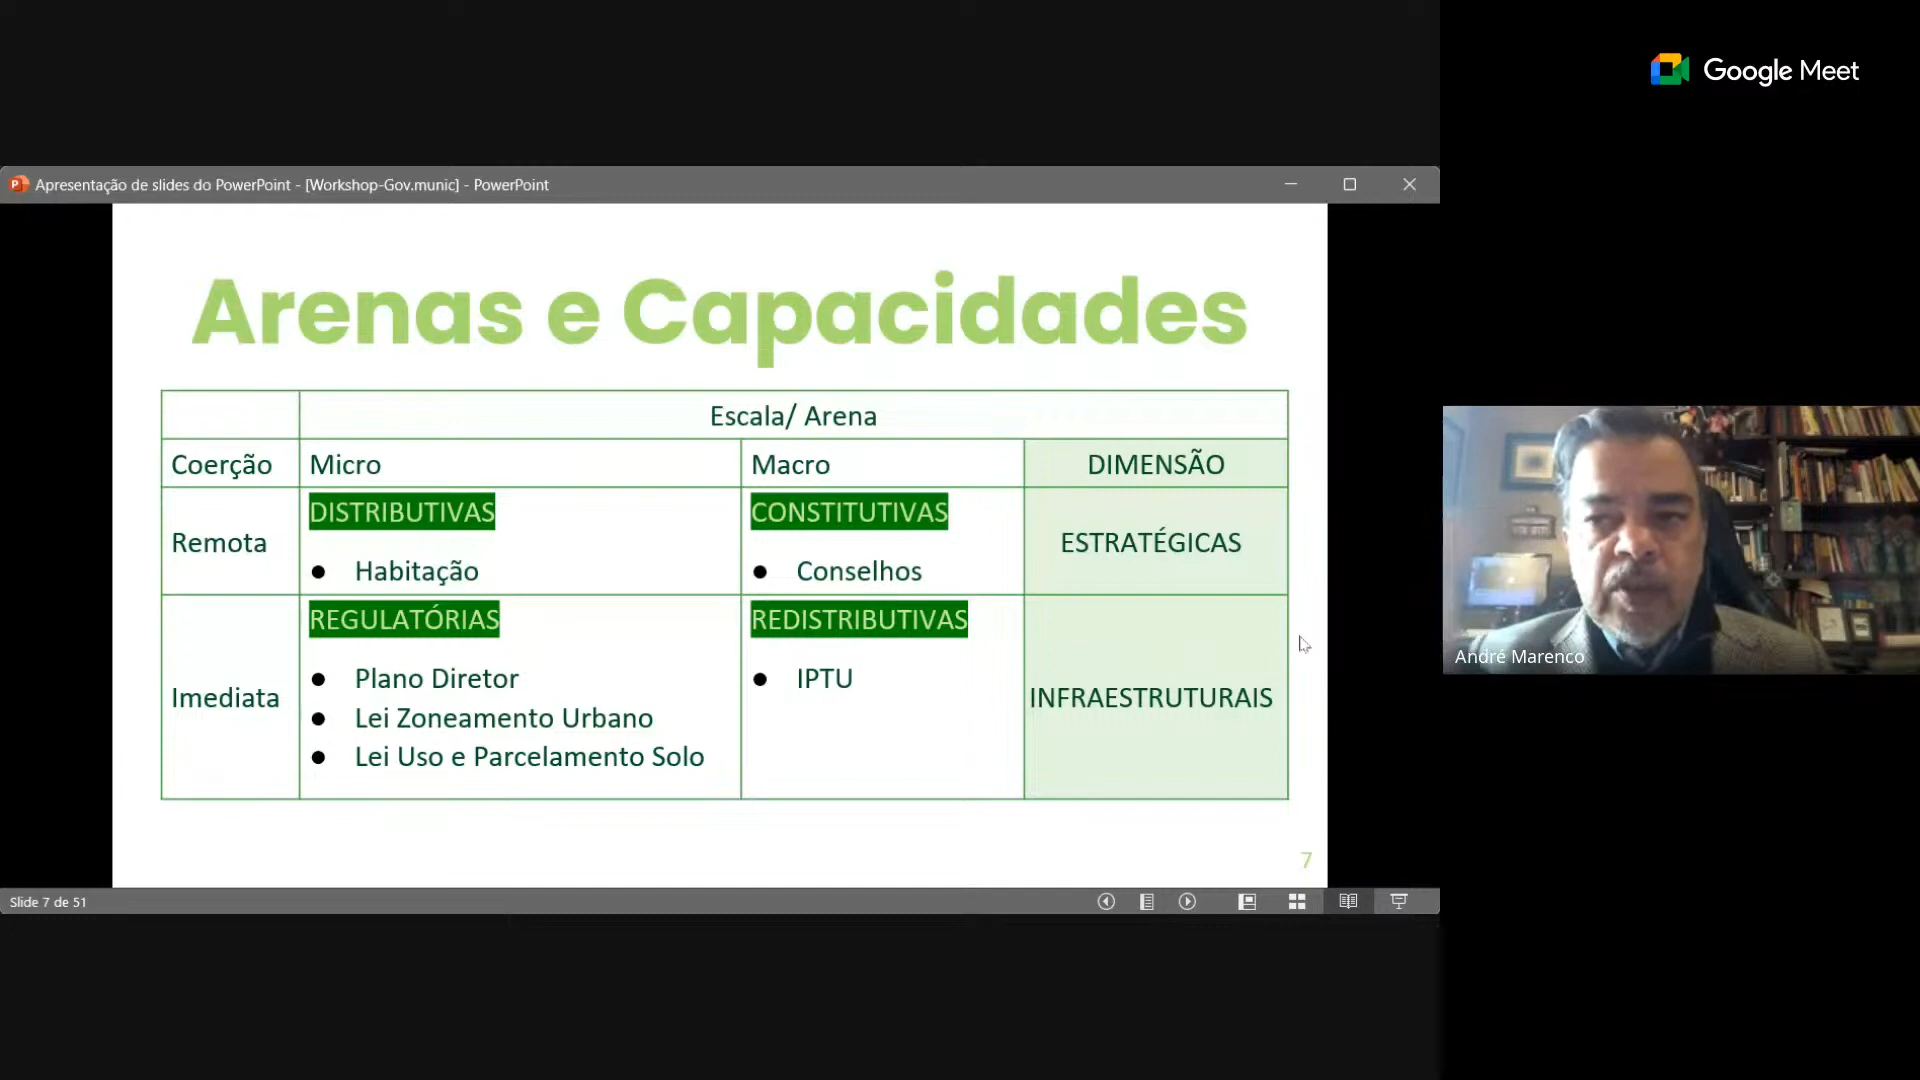 Google Meet
Apresentação de slides do PowerPoint - [Workshop-Gov.munic] - PowerPoint
Arenas e Capacidades
Escala/ Arena
Coerção Micro Macro DIMENSÃO
Remota
DISTRIBUTIVAS
● Habitação
CONSTITUTIVAS
● Conselhos
ESTRATÉGICAS
Imediata
REGULATÓRIAS
● Plano Diretor
● Lei Zoneamento Urbano
● Lei Uso e Parcelamento Solo
REDISTRIBUTIVAS
● IPTU
INFRAESTRUTURAIS
7
Slide 7 de 51
André Marenco